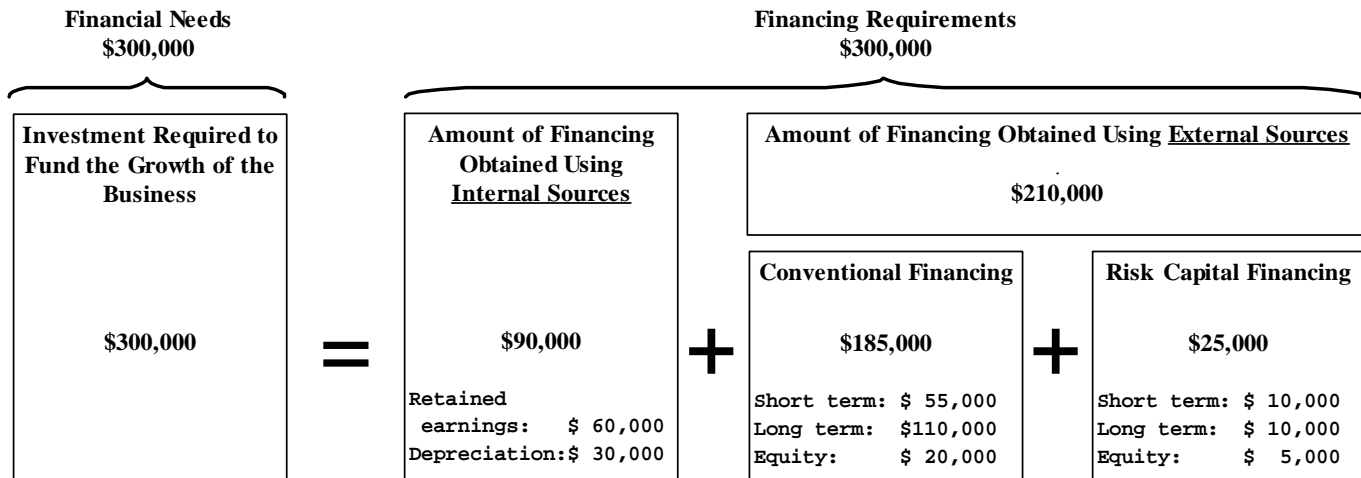 Financial Needs
$300,000
Financing Requirements
$300,000
Investment Required to
Fund the Growth of the
Business
$300,000
=
Amount of Financing
Obtained Using
Internal Sources
$90,000
Retained
earnings: $ 60,000
Depreciation:$ 30,000
Amount of Financing Obtained Using External Sources
.
$210,000
+
Conventional Financing
$185,000
Short term: $ 55,000
Long term: $110,000
Equity: $ 20,000
+
Risk Capital Financing
$25,000
Short term: $ 10,000
Long term: $ 10,000
Equity: $ 5,000